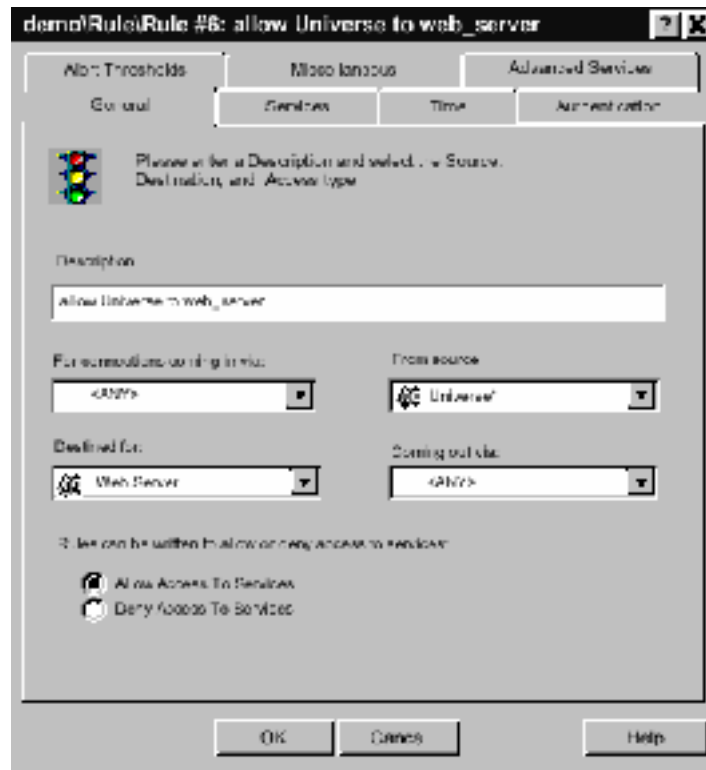 demo\Rule\Rule #6: allow Universe to web_server
Alert Thresholds
Miscellaneous
Advanced Services
General
Services
Time
Authentication
Please enter a Description and select the Source,
Destination, and Access type
Description
allow Universe to web_server
For connections coming in via:
From source
<ANY>
Universe*
Destined for:
Coming out via:
Web Server
<ANY>
Rules can be written to allow or deny access to services:
Allow Access To Services
Deny Access To Services
OK
Cancel
Help